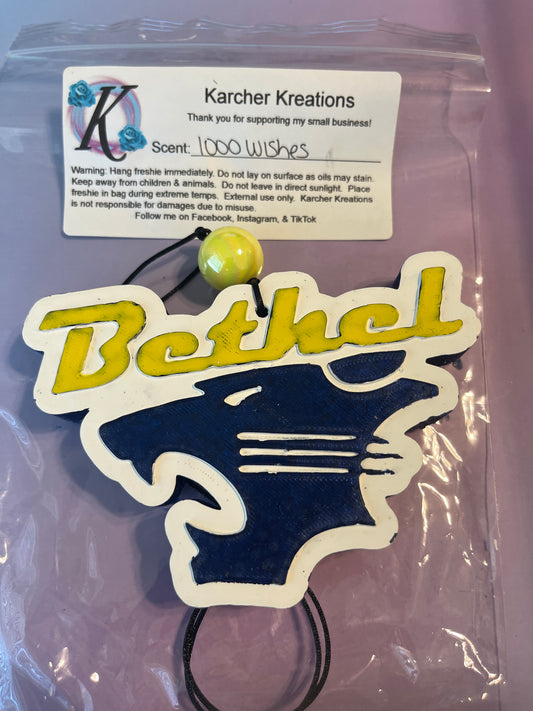 K
Karcher Kreations
Thank you for supporting my small business!
Scent: 1000 Wishes
Warning: Hang freshie immediately. Do not lay on surface as oils may stain.
Keep away from children & animals. Do not leave in direct sunlight. Place
freshie in bag during extreme temps. External use only. Karcher Kreations
is not responsible for damages due to misuse.
Follow me on Facebook, Instagram, & TikTok
Bethel